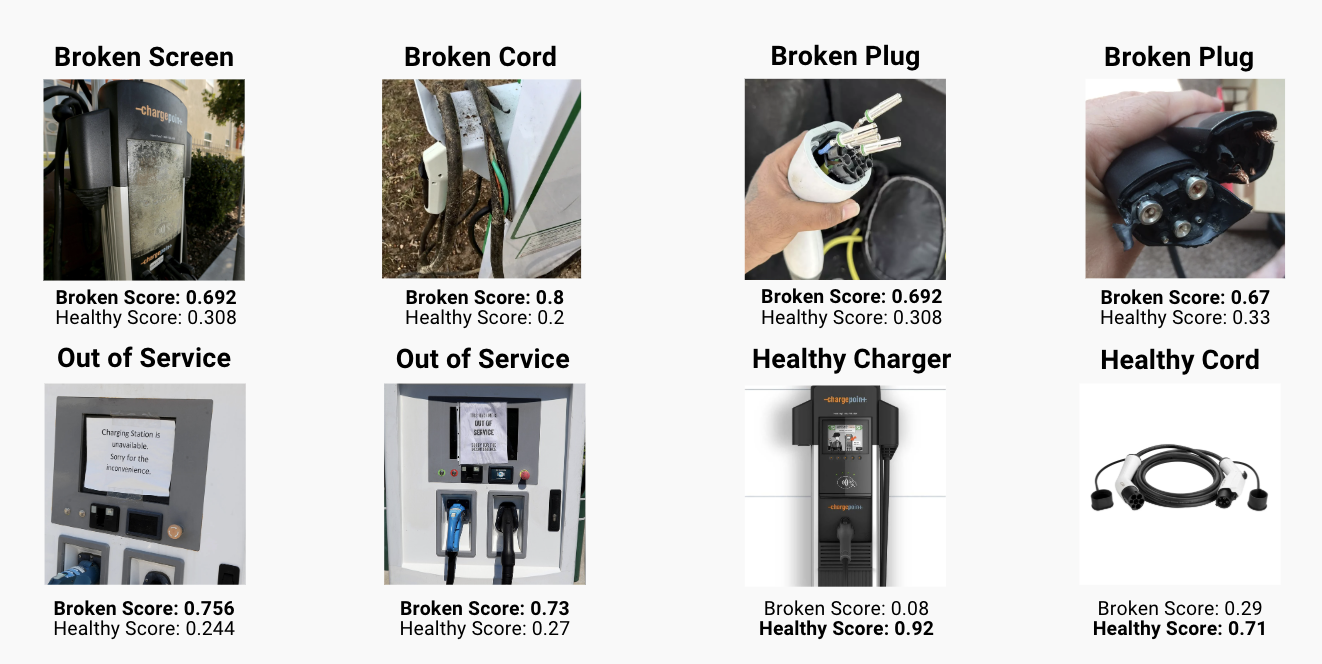 Broken Screen
Broken Cord
Broken Plug
Broken Plug
-chargepoin+
chargepoin+
Broken Score: 0.692
Healthy Score: 0.308
Broken Score: 0.8
Healthy Score: 0.2
Broken Score: 0.692
Healthy Score: 0.308
Broken Score: 0.67
Healthy Score: 0.33
Out of Service
Out of Service
Healthy Charger
Healthy Cord
Charging Station is
unavailable.
Sorry for the
inconvenience.
OUT OF
SERVICE
-chargepoin+
chargepoin+
Broken Score: 0.756
Healthy Score: 0.244
Broken Score: 0.73
Healthy Score: 0.27
Broken Score: 0.08
Healthy Score: 0.92
Broken Score: 0.29
Healthy Score: 0.71